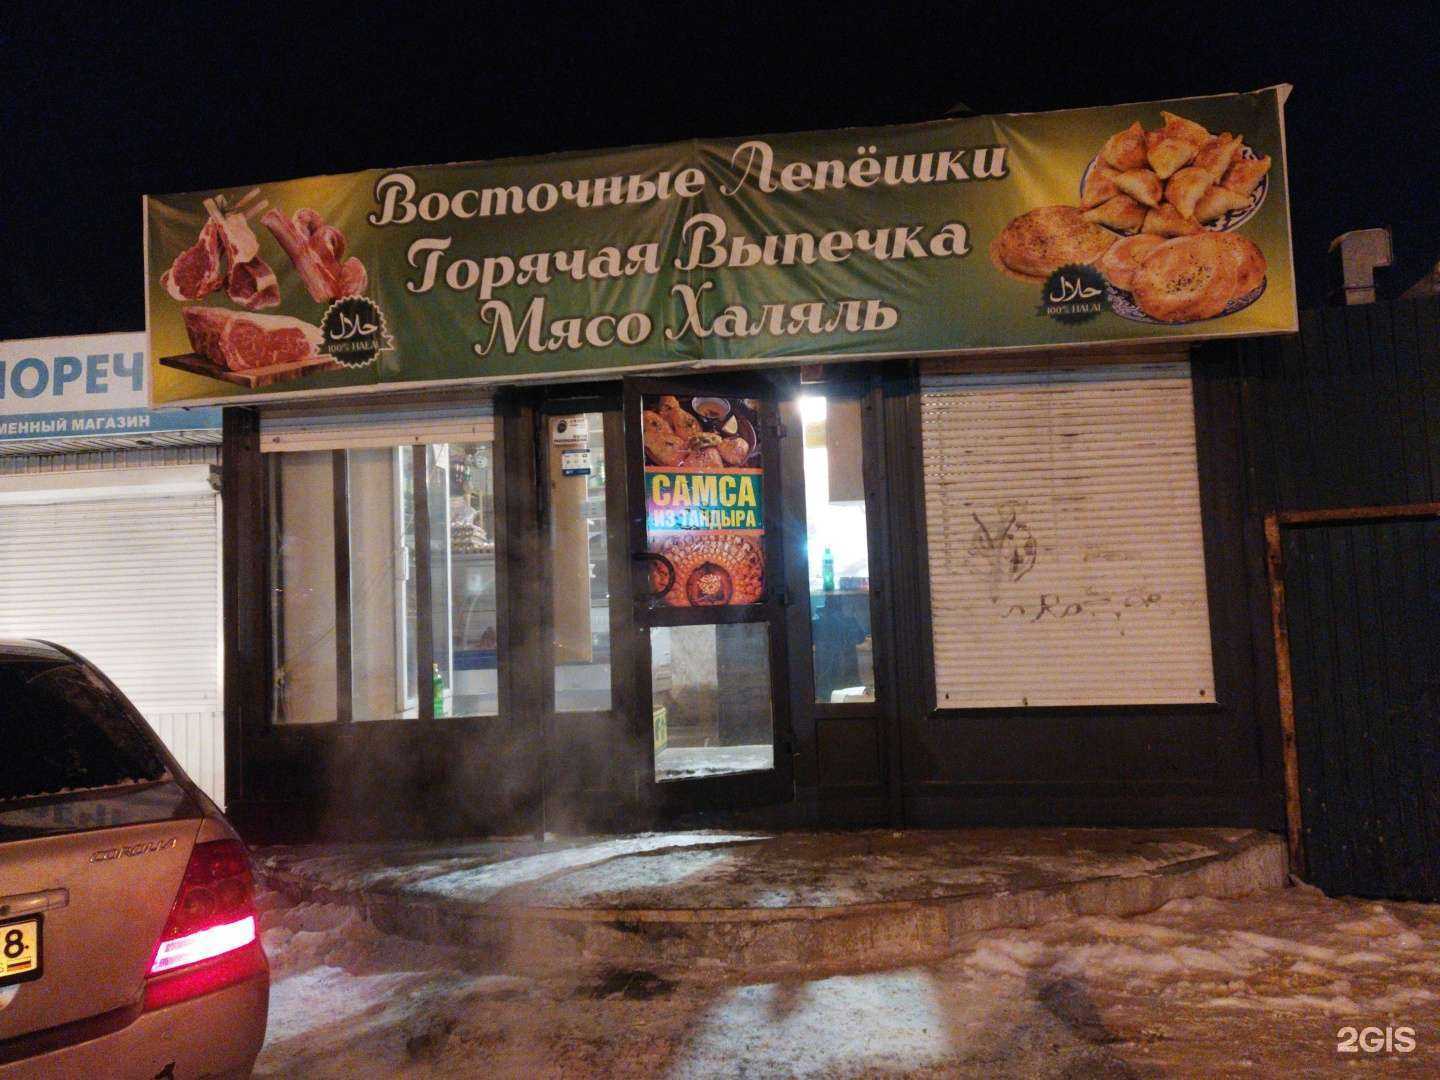 Восточные Лепёшки
Горячая Выпечка
Мясо Халяль
حلال
100% HALAL
حلال
100% HALAL
ОРЕЧ
МЕННЫЙ МАГАЗИН
САМСА
ИЗ ТАНДЫРА
COROLLA
8
2GIS